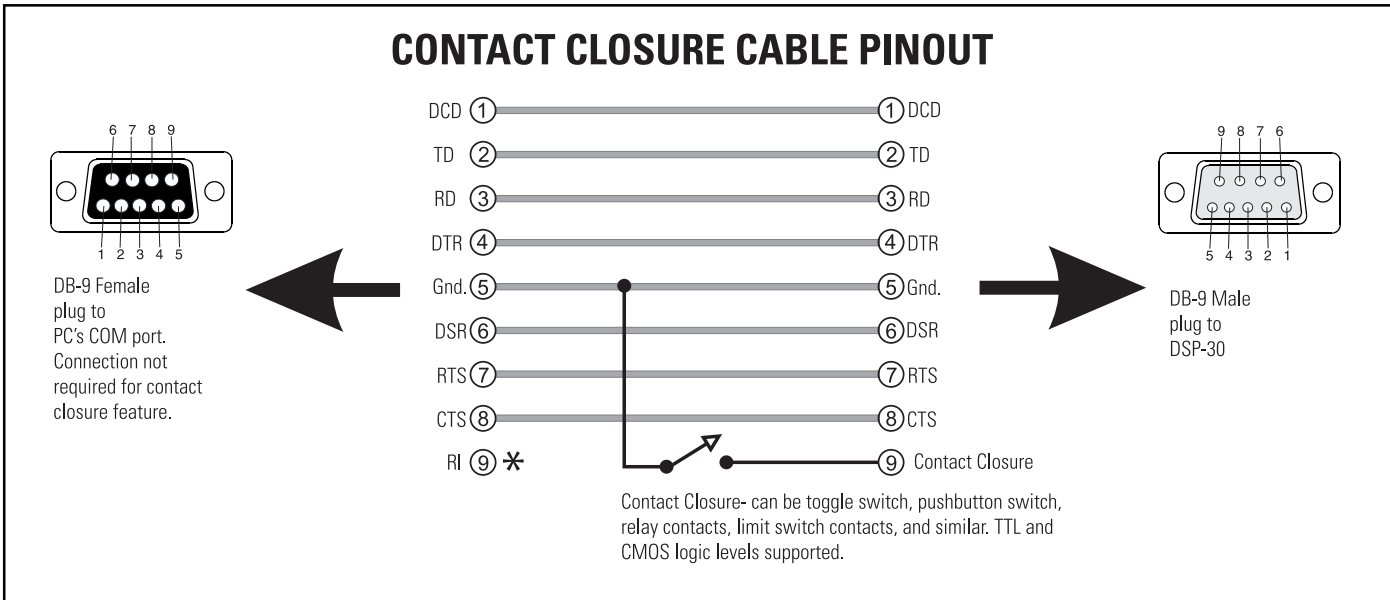 CONTACT CLOSURE CABLE PINOUT
6 7 8 9
1 2 3 4 5
DB-9 Female
plug to
PC's COM port.
Connection not
required for contact
closure feature.
DCD 1 1 DCD
TD 2 2 TD
RD 3 3 RD
DTR 4 4 DTR
Gnd. 5 5 Gnd.
DSR 6 6 DSR
RTS 7 7 RTS
CTS 8 8 CTS
RI 9 * 9 Contact Closure
Contact Closure- can be toggle switch, pushbutton switch,
relay contacts, limit switch contacts, and similar. TTL and
CMOS logic levels supported.
9 8 7 6
5 4 3 2 1
DB-9 Male
plug to
DSP-30